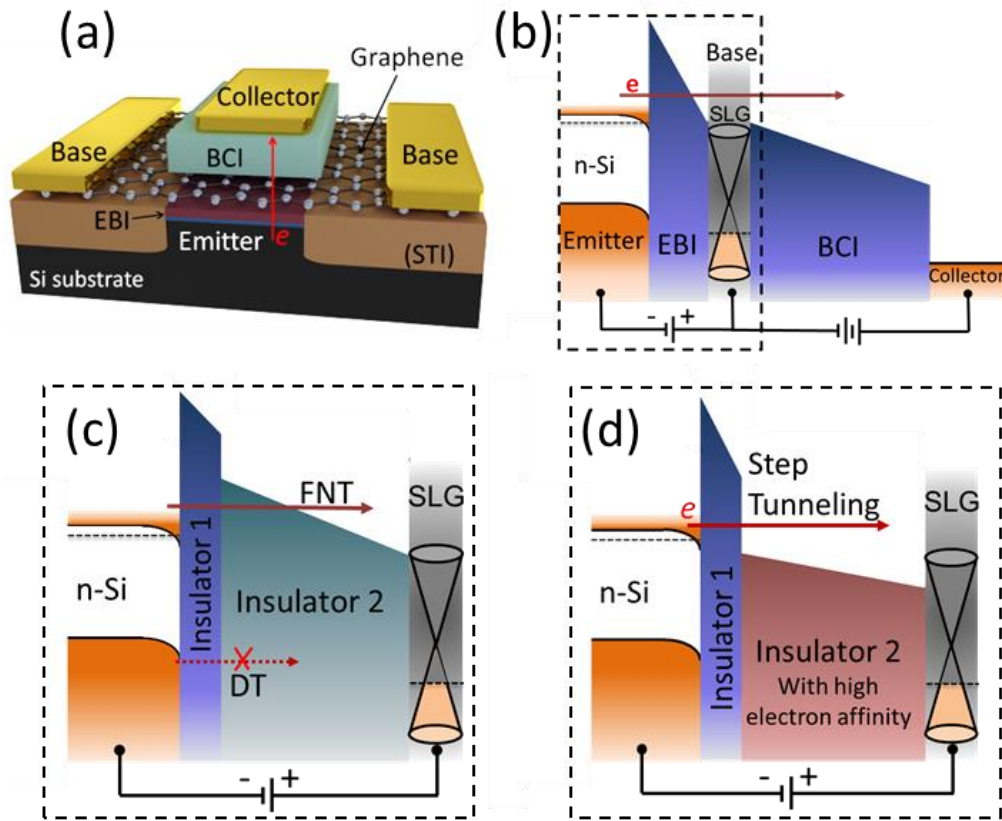 (a)
Graphene
Collector
Base
BCI
Base
EBI
Emitter
e
(STI)
Si substrate
(b)
Base
e
SLG
n-Si
Emitter
EBI
BCI
Collector
- +
(c)
FNT
SLG
n-Si
Insulator 1
Insulator 2
DT
- +
(d)
Step
Tunneling
SLG
e
n-Si
Insulator 1
Insulator 2
With high
electron affinity
- +